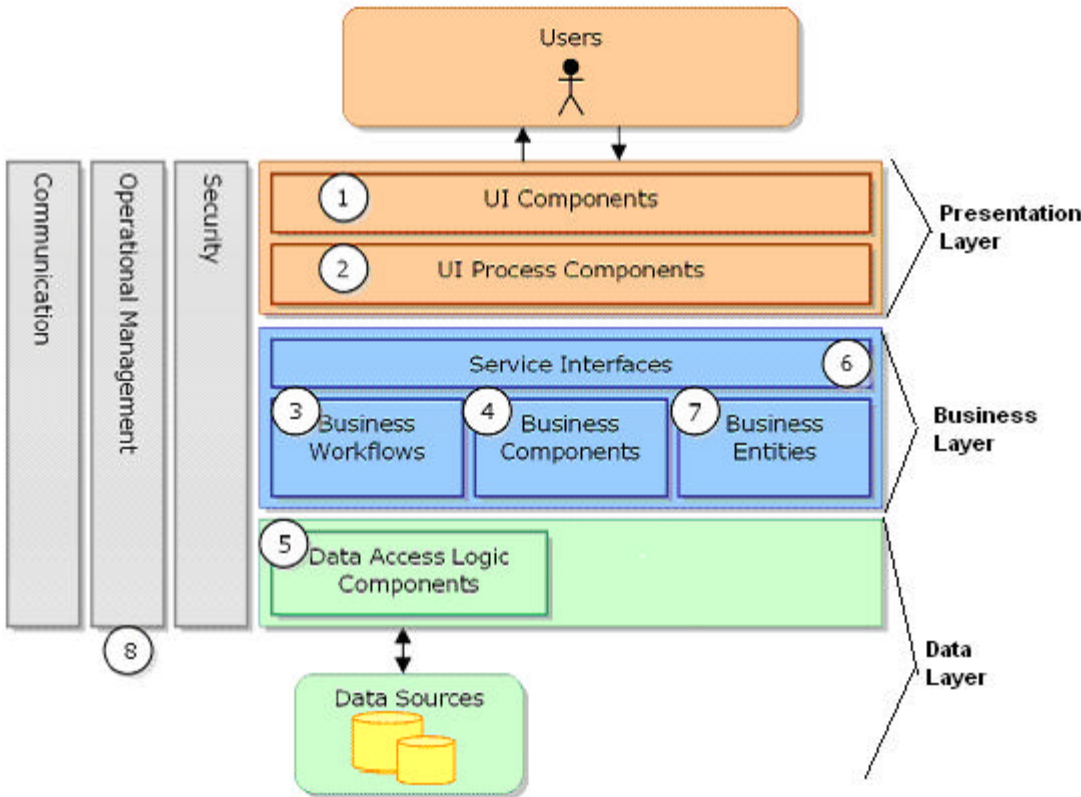 Users
Communication
Operational Management
Security
1
UI Components
2
UI Process Components
Presentation
Layer
Service Interfaces
6
3
Business
Workflows
4
Business
Components
7
Business
Entities
Business
Layer
5
Data Access Logic
Components
8
Data Sources
Data
Layer